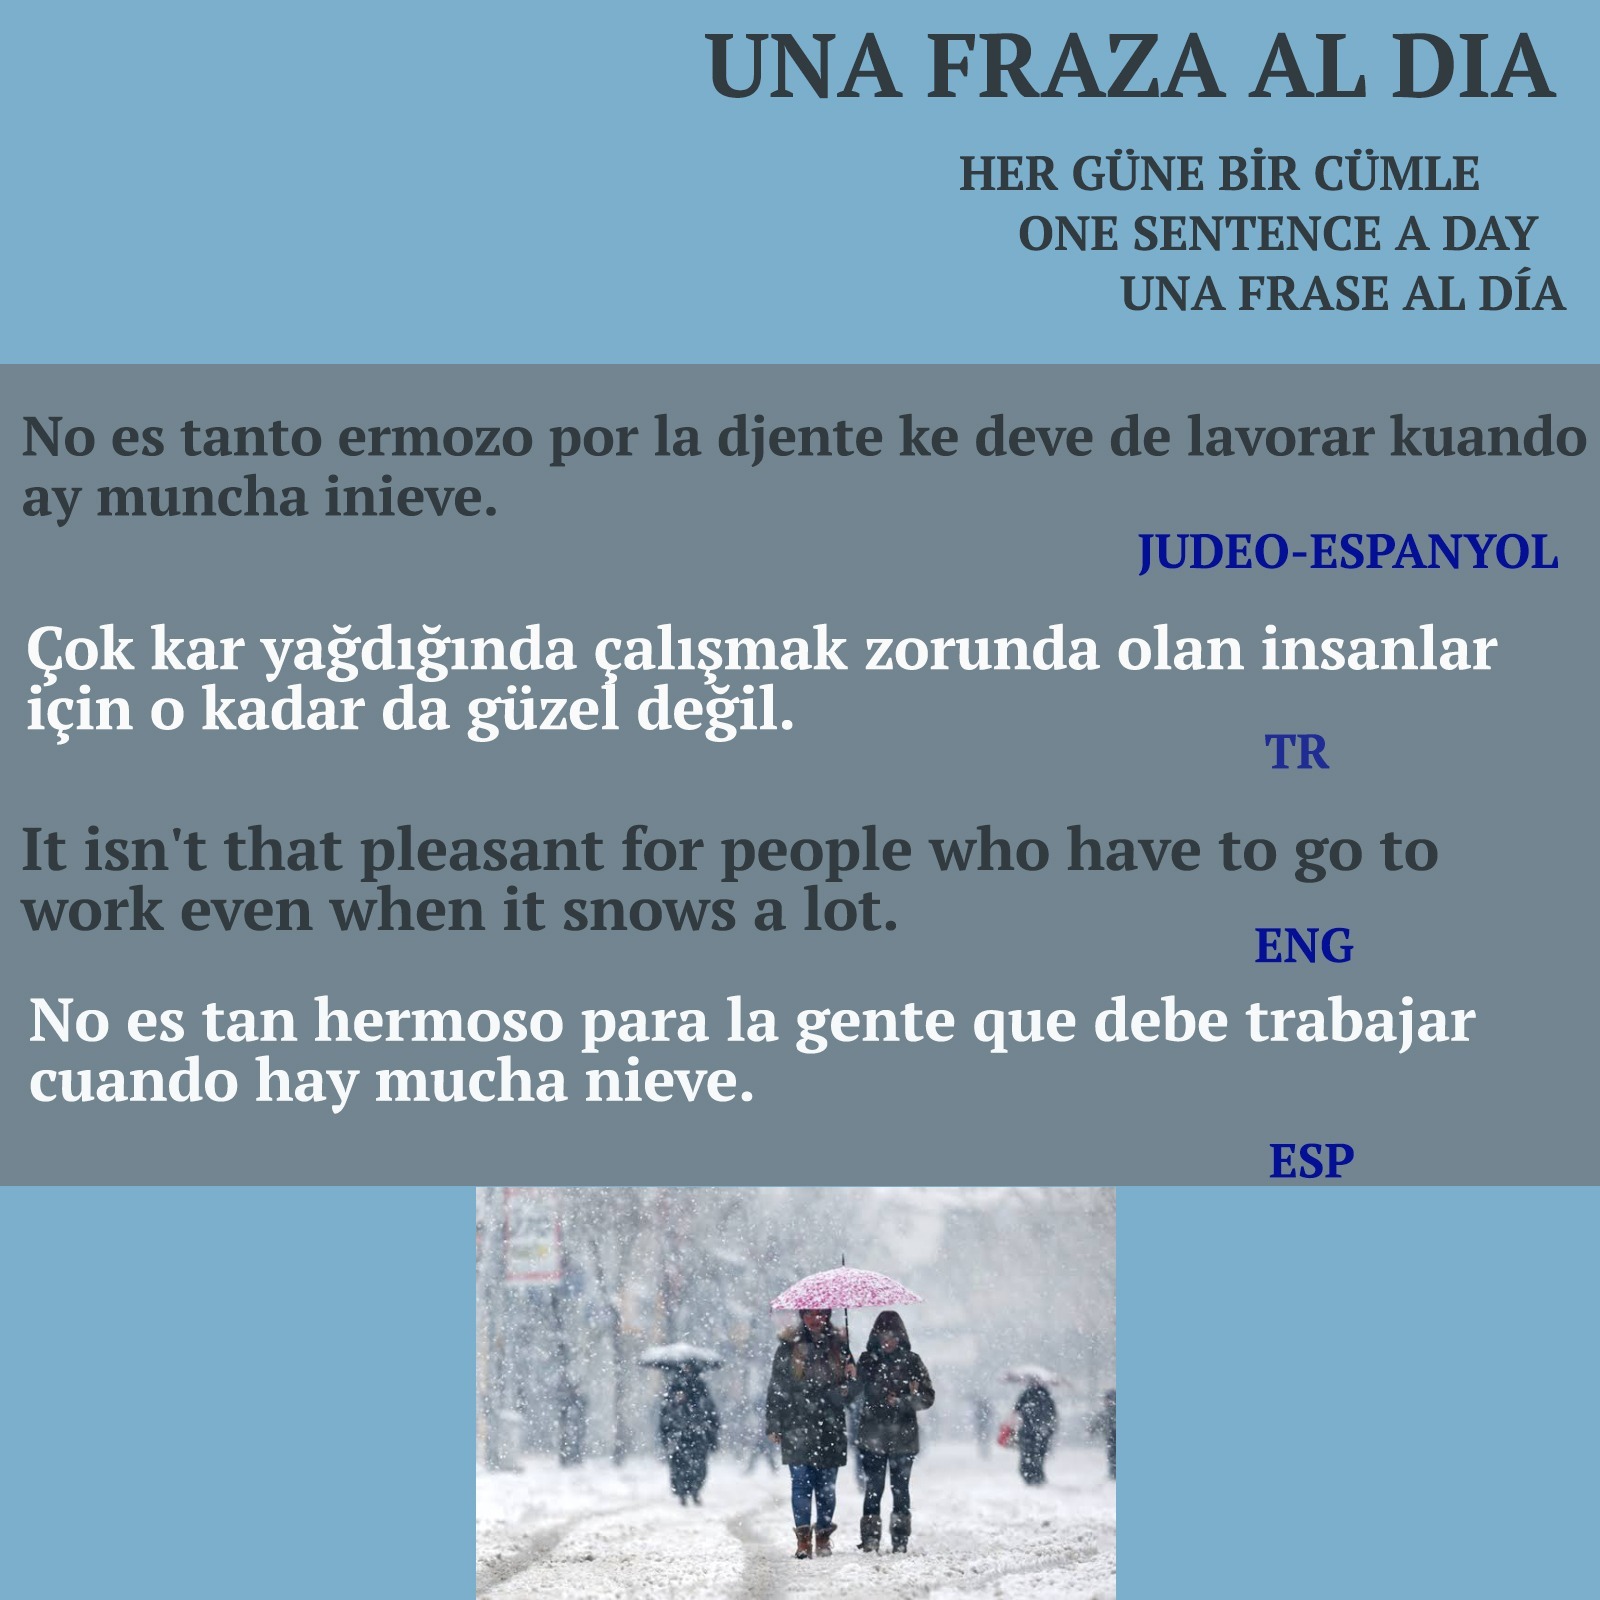 UNA FRAZA AL DIA
HER GÜNE BİR CÜMLE
ONE SENTENCE A DAY
UNA FRASE AL DÍA
No es tanto ermozo por la djente ke deve de lavorar kuando
ay muncha inieve.
JUDEO-ESPANYOL
Çok kar yağdığında çalışmak zorunda olan insanlar
için o kadar da güzel değil.
TR
It isn't that pleasant for people who have to go to
work even when it snows a lot.
ENG
No es tan hermoso para la gente que debe trabajar
cuando hay mucha nieve.
ESP